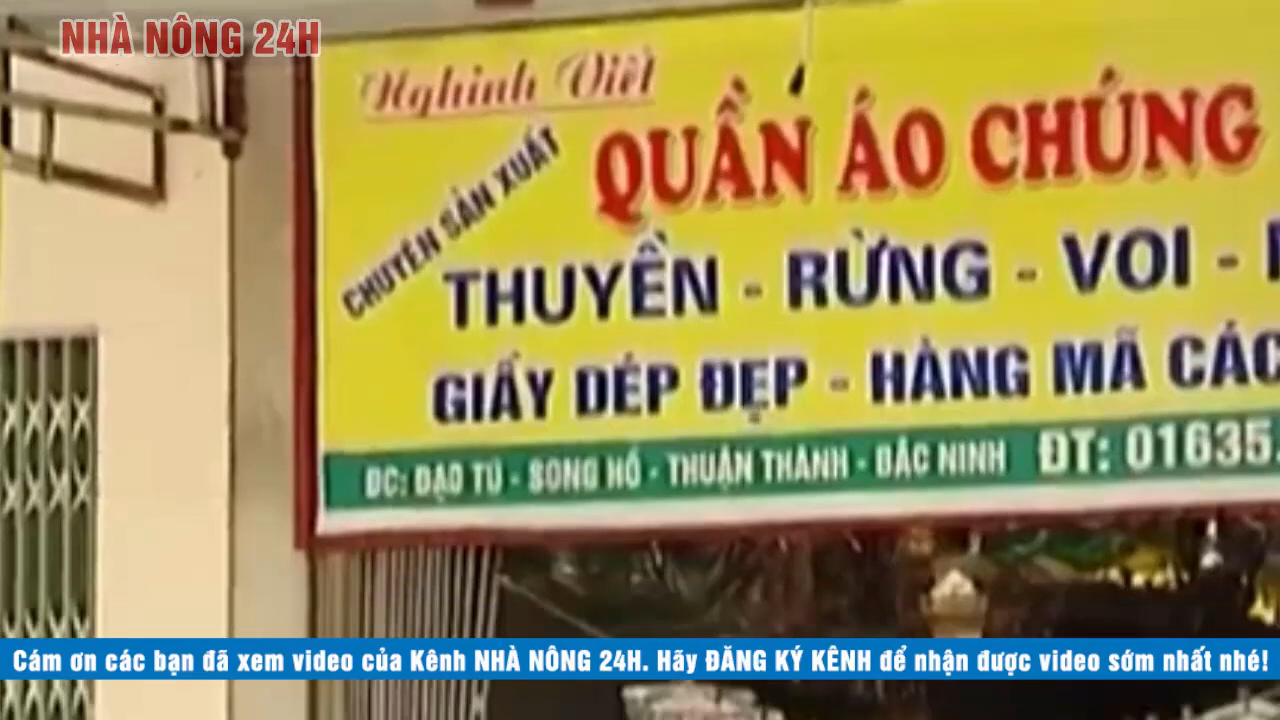 NHÀ NÔNG 24H
Nghinh Việt
CHUYÊN SẢN XUẤT
QUẦN ÁO CHÚNG
THUYỀN - RỪNG - VOI -
GIẤY DÉP ĐẸP - HÀNG MÃ CÁC
ĐC: ĐẠO TÚ - SONG HỒ - THUẬN THÀNH - BẮC NINH ĐT: 01635.
Cám ơn các bạn đã xem video của Kênh NHÀ NÔNG 24H. Hãy ĐĂNG KÝ KÊNH để nhận được video sớm nhất nhé!